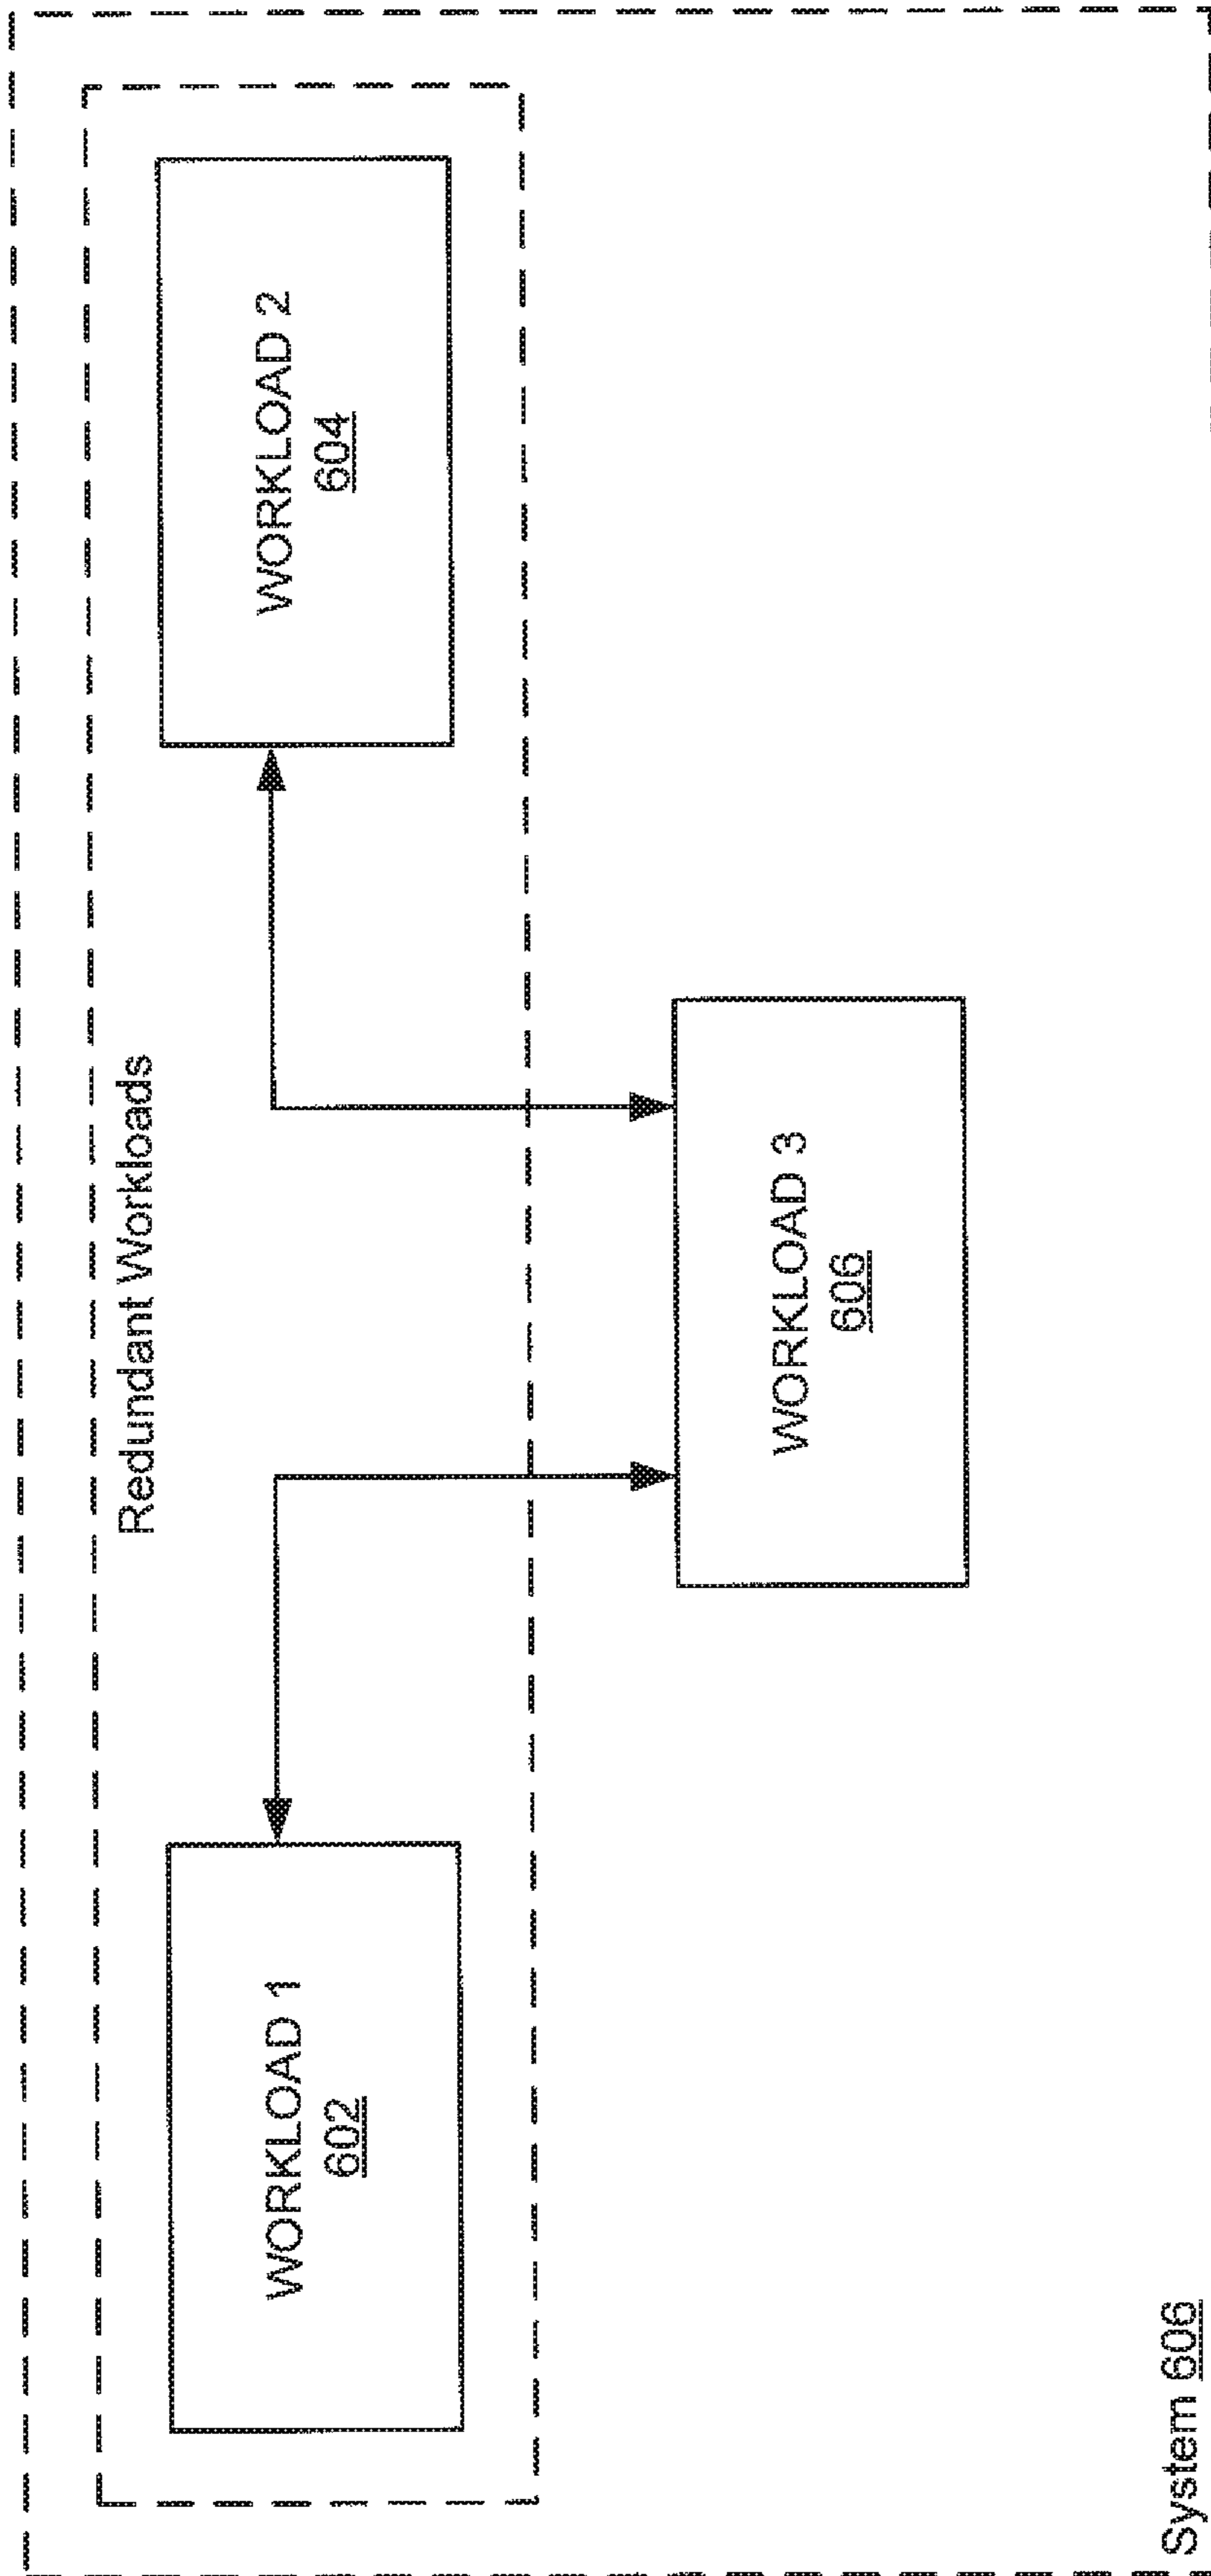 Redundant Workloads
WORKLOAD 1
602
WORKLOAD 2
604
WORKLOAD 3
606
System 606